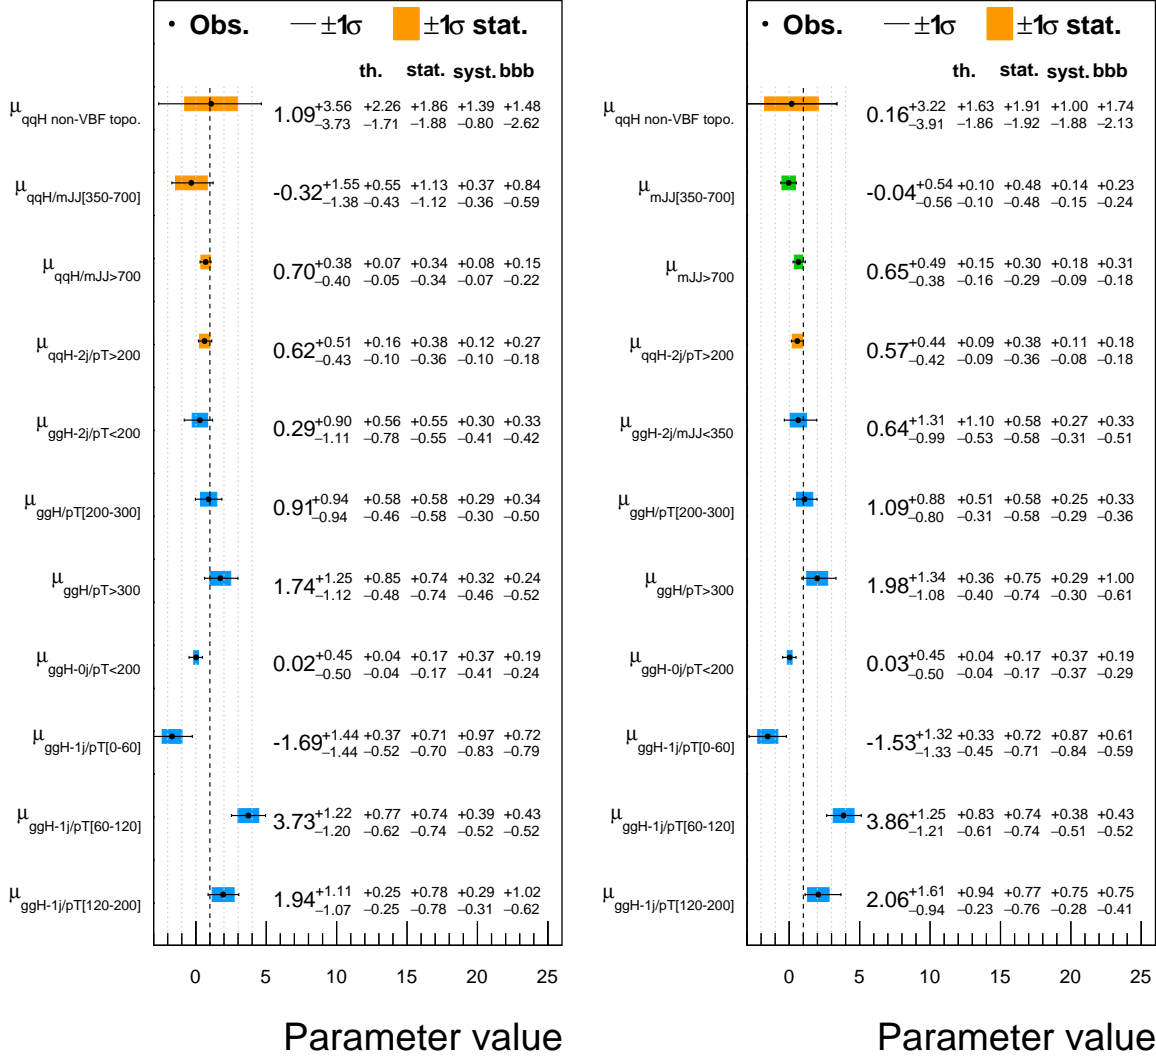 • Obs. — ±1σ ±1σ stat.
th. stat. syst. bbb
μqqH non-VBF topo. 1.09 +3.56 −3.73 +2.26 −1.71 +1.86 −1.88 +1.39 −0.80 +1.48 −2.62
μqqH/mJJ[350-700] -0.32 +1.55 −1.38 +0.55 −0.43 +1.13 −1.12 +0.37 −0.36 +0.84 −0.59
μqqH/mJJ>700 0.70 +0.38 −0.40 +0.07 −0.05 +0.34 −0.34 +0.08 −0.07 +0.15 −0.22
μqqH-2j/pT>200 0.62 +0.51 −0.43 +0.16 −0.10 +0.38 −0.36 +0.12 −0.10 +0.27 −0.18
μggH-2j/pT<200 0.29 +0.90 −1.11 +0.56 −0.78 +0.55 −0.55 +0.30 −0.41 +0.33 −0.42
μggH/pT[200-300] 0.91 +0.94 −0.94 +0.58 −0.46 +0.58 −0.58 +0.29 −0.30 +0.34 −0.50
μggH/pT>300 1.74 +1.25 −1.12 +0.85 −0.48 +0.74 −0.74 +0.32 −0.46 +0.24 −0.52
μggH-0j/pT<200 0.02 +0.45 −0.50 +0.04 −0.04 +0.17 −0.17 +0.37 −0.41 +0.19 −0.24
μggH-1j/pT[0-60] -1.69 +1.44 −1.44 +0.37 −0.52 +0.71 −0.70 +0.97 −0.83 +0.72 −0.79
μggH-1j/pT[60-120] 3.73 +1.22 −1.20 +0.77 −0.62 +0.74 −0.74 +0.39 −0.52 +0.43 −0.52
μggH-1j/pT[120-200] 1.94 +1.11 −1.07 +0.25 −0.25 +0.78 −0.78 +0.29 −0.31 +1.02 −0.62
0 5 10 15 20 25
Parameter value
• Obs. — ±1σ ±1σ stat.
th. stat. syst. bbb
μqqH non-VBF topo. 0.16 +3.22 −3.91 +1.63 −1.86 +1.91 −1.92 +1.00 −1.88 +1.74 −2.13
μmJJ[350-700] -0.04 +0.54 −0.56 +0.10 −0.10 +0.48 −0.48 +0.14 −0.15 +0.23 −0.24
μmJJ>700 0.65 +0.49 −0.38 +0.15 −0.16 +0.30 −0.29 +0.18 −0.09 +0.31 −0.18
μqqH-2j/pT>200 0.57 +0.44 −0.42 +0.09 −0.09 +0.38 −0.36 +0.11 −0.08 +0.18 −0.18
μggH-2j/mJJ<350 0.64 +1.31 −0.99 +1.10 −0.53 +0.58 −0.58 +0.27 −0.31 +0.33 −0.51
μggH/pT[200-300] 1.09 +0.88 −0.80 +0.51 −0.31 +0.58 −0.58 +0.25 −0.29 +0.33 −0.36
μggH/pT>300 1.98 +1.34 −1.08 +0.36 −0.40 +0.75 −0.74 +0.29 −0.30 +1.00 −0.61
μggH-0j/pT<200 0.03 +0.45 −0.50 +0.04 −0.04 +0.17 −0.17 +0.37 −0.37 +0.19 −0.29
μggH-1j/pT[0-60] -1.53 +1.32 −1.33 +0.33 −0.45 +0.72 −0.71 +0.87 −0.84 +0.61 −0.59
μggH-1j/pT[60-120] 3.86 +1.25 −1.21 +0.83 −0.61 +0.74 −0.74 +0.38 −0.51 +0.43 −0.52
μggH-1j/pT[120-200] 2.06 +1.61 −0.94 +0.94 −0.23 +0.77 −0.76 +0.75 −0.28 +0.75 −0.41
0 5 10 15 20 25
Parameter value